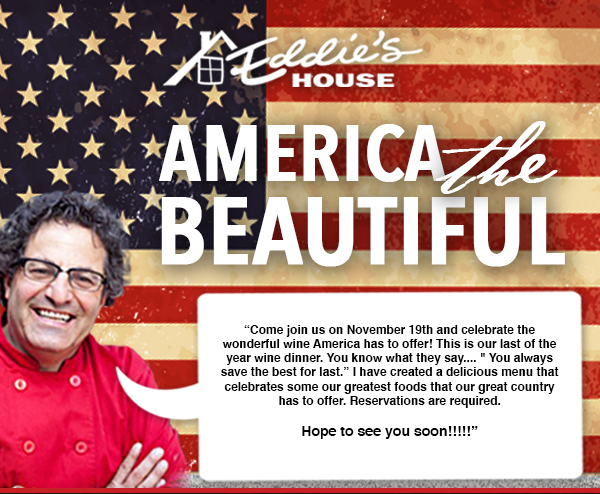 Eddie's
HOUSE
AMERICA the
BEAUTIFUL
“Come join us on November 19th and celebrate the
wonderful wine America has to offer! This is our last of the
year wine dinner. You know what they say.... " You always
save the best for last.” I have created a delicious menu that
celebrates some our greatest foods that our great country
has to offer. Reservations are required.
Hope to see you soon!!!!!”